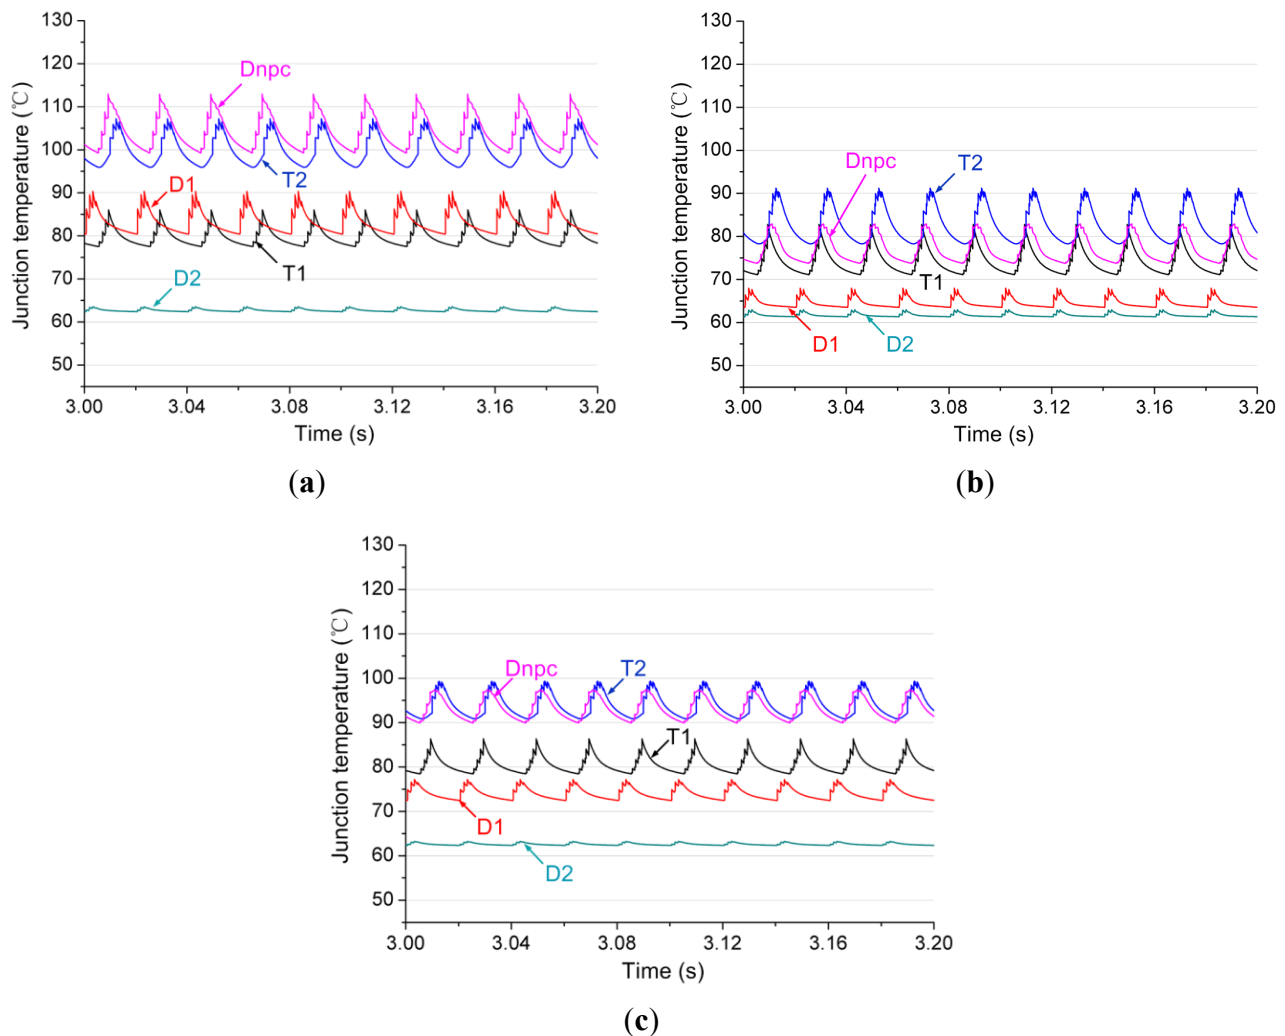 130
120
110
100
90
80
70
60
50
Junction temperature (℃)
Dnpc
T2
D1
T1
D2
3.00 3.04 3.08 3.12 3.16 3.20
Time (s)
(a)
130
120
110
100
90
80
70
60
50
Junction temperature (℃)
Dnpc
T2
T1
D1
D2
3.00 3.04 3.08 3.12 3.16 3.20
Time (s)
(b)
130
120
110
100
90
80
70
60
50
Junction temperature (℃)
Dnpc
T2
T1
D1
D2
3.00 3.04 3.08 3.12 3.16 3.20
Time (s)
(c)